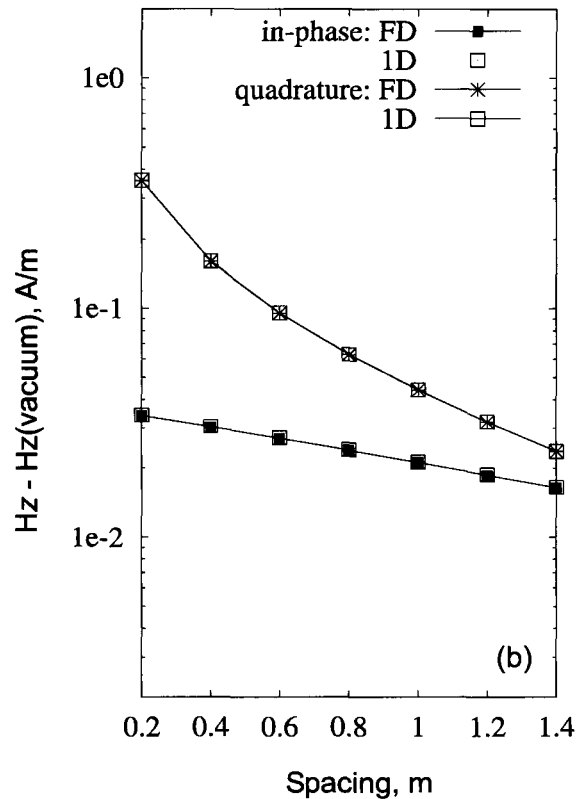 in-phase: FD
1D
quadrature: FD
1D
1e0
1e-1
1e-2
Hz - Hz(vacuum), A/m
(b)
0.2 0.4 0.6 0.8 1 1.2 1.4
Spacing, m